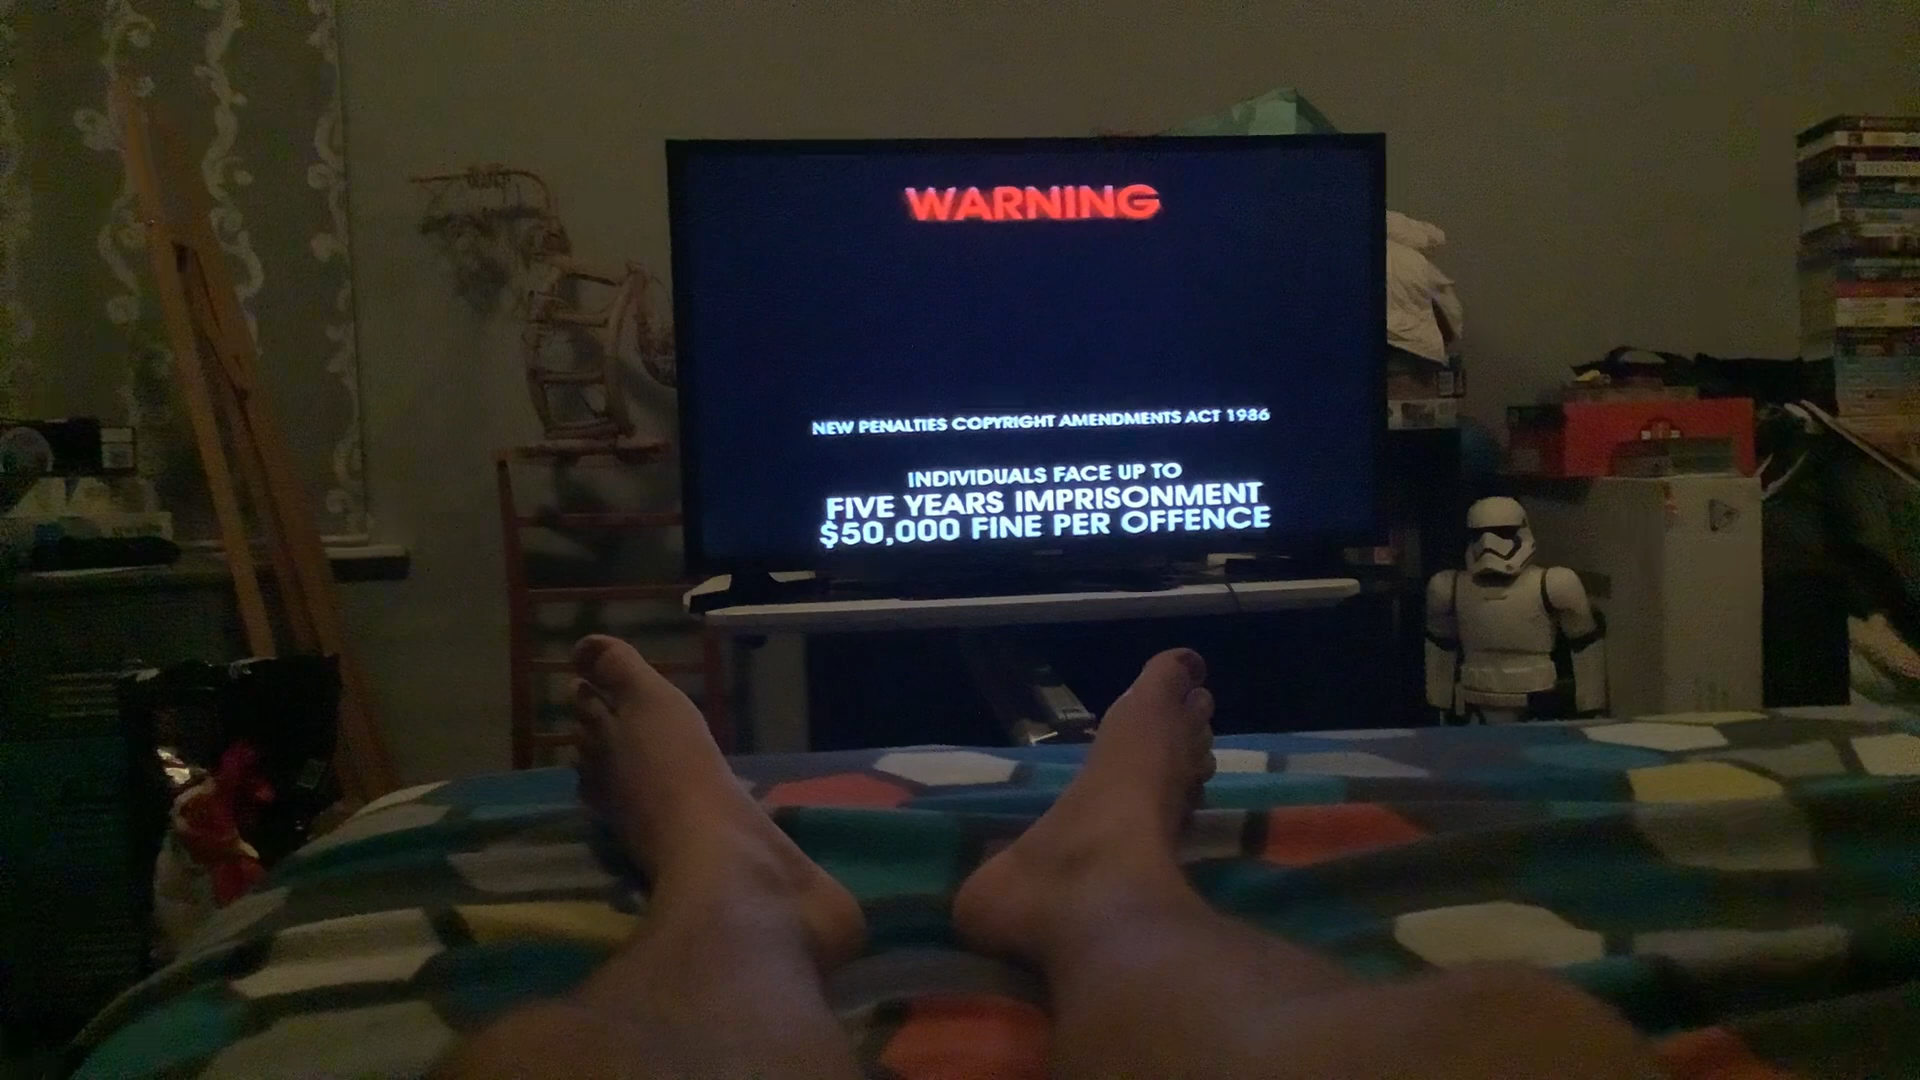 WARNING
NEW PENALTIES COPYRIGHT AMENDMENTS ACT 1986
INDIVIDUALS FACE UP TO
FIVE YEARS IMPRISONMENT
$50,000 FINE PER OFFENCE